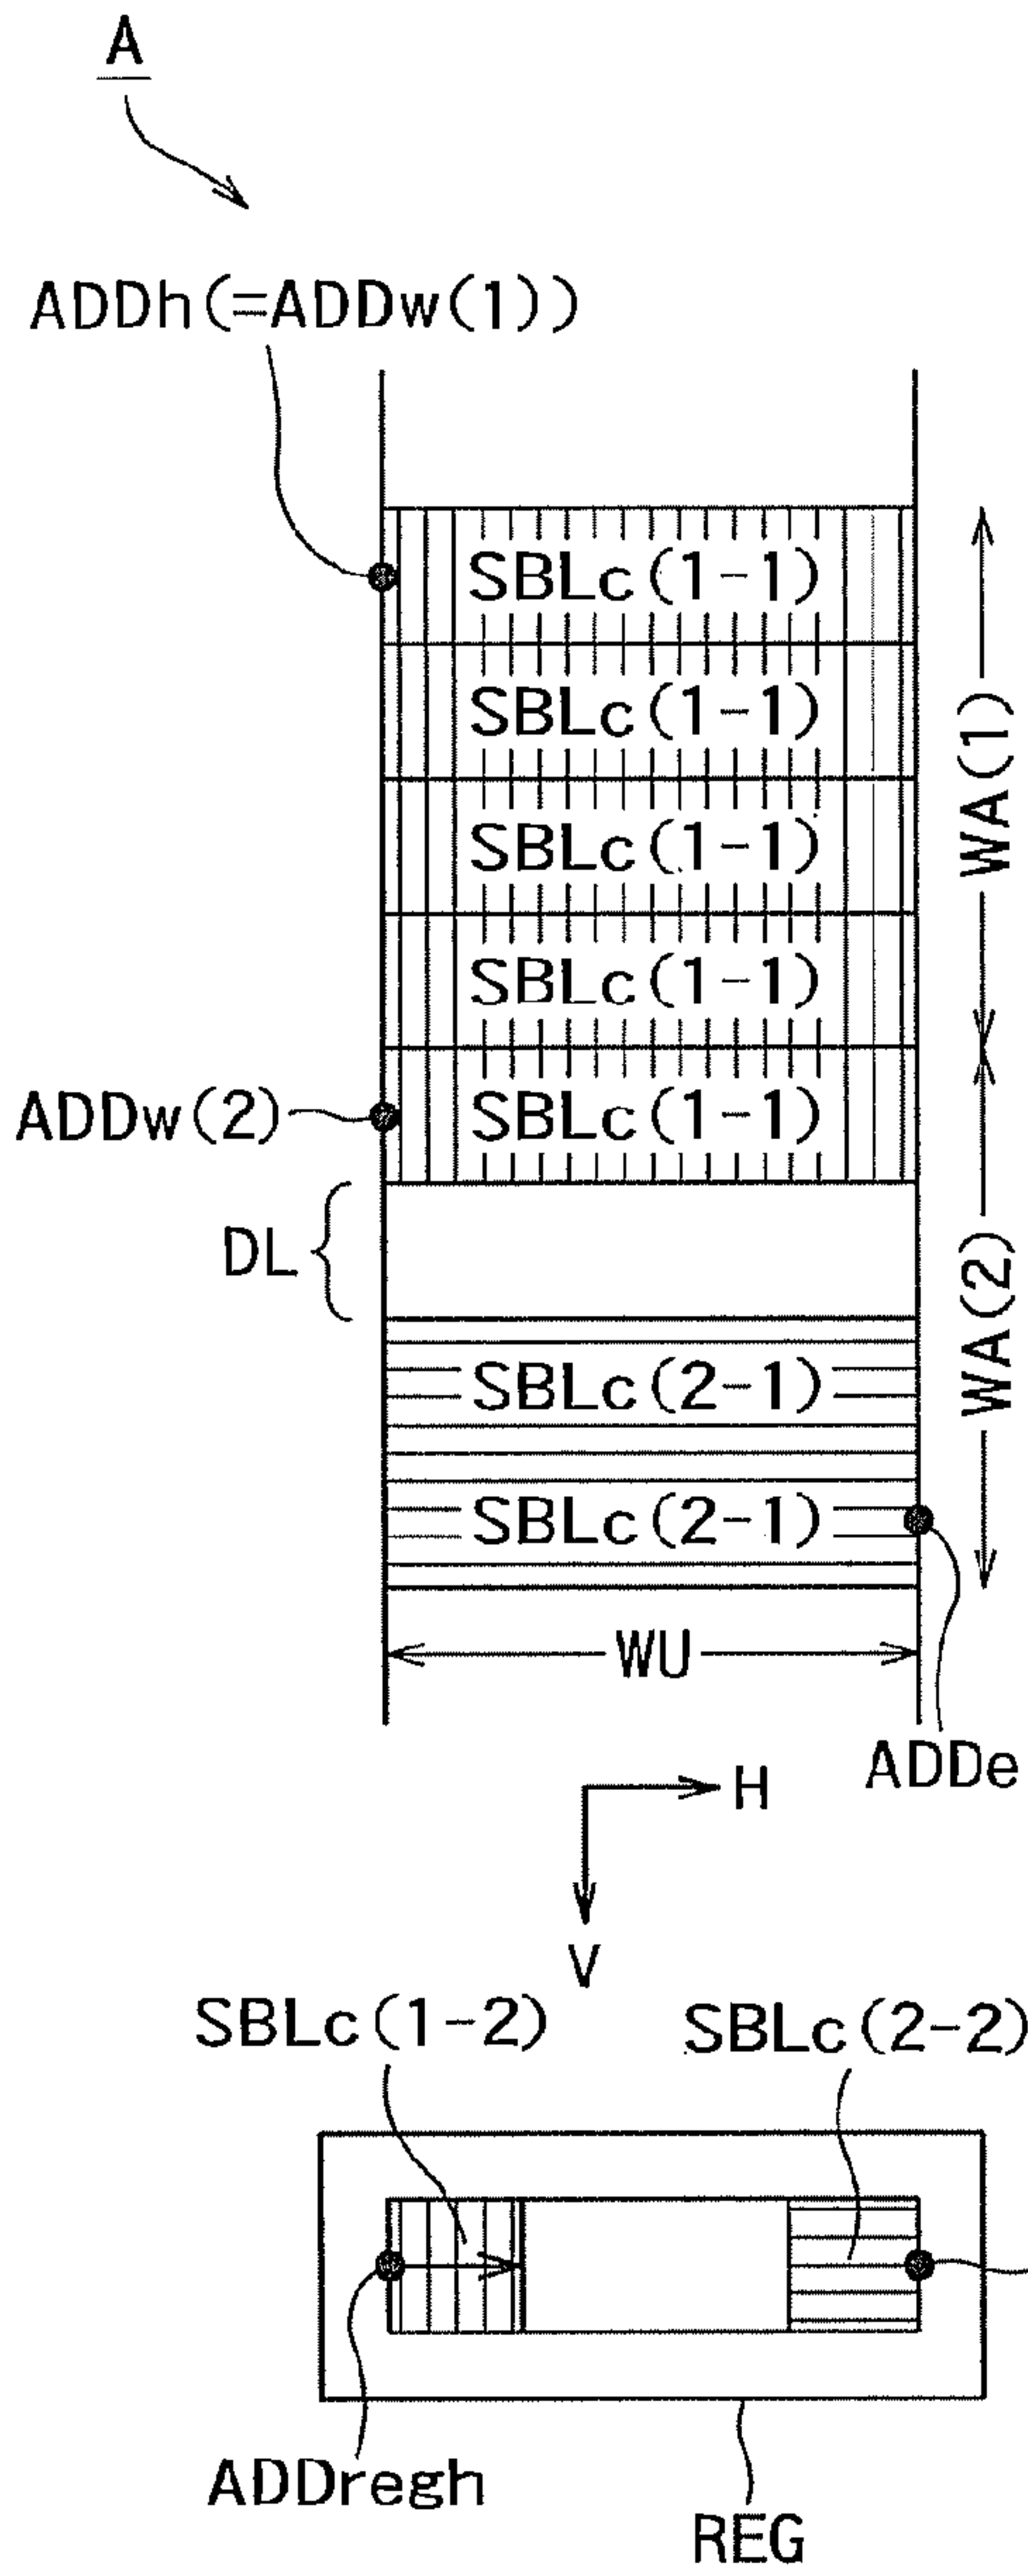 A
ADDh(=ADDw(1))
SBLc(1-1)
SBLc(1-1)
SBLc(1-1)
SBLc(1-1)
WA(1)
ADDw(2)
SBLc(1-1)
DL
SBLc(2-1)
SBLc(2-1)
WA(2)
WU
ADDe
H
V
SBLc(1-2)
SBLc(2-2)
ADDregh
REG